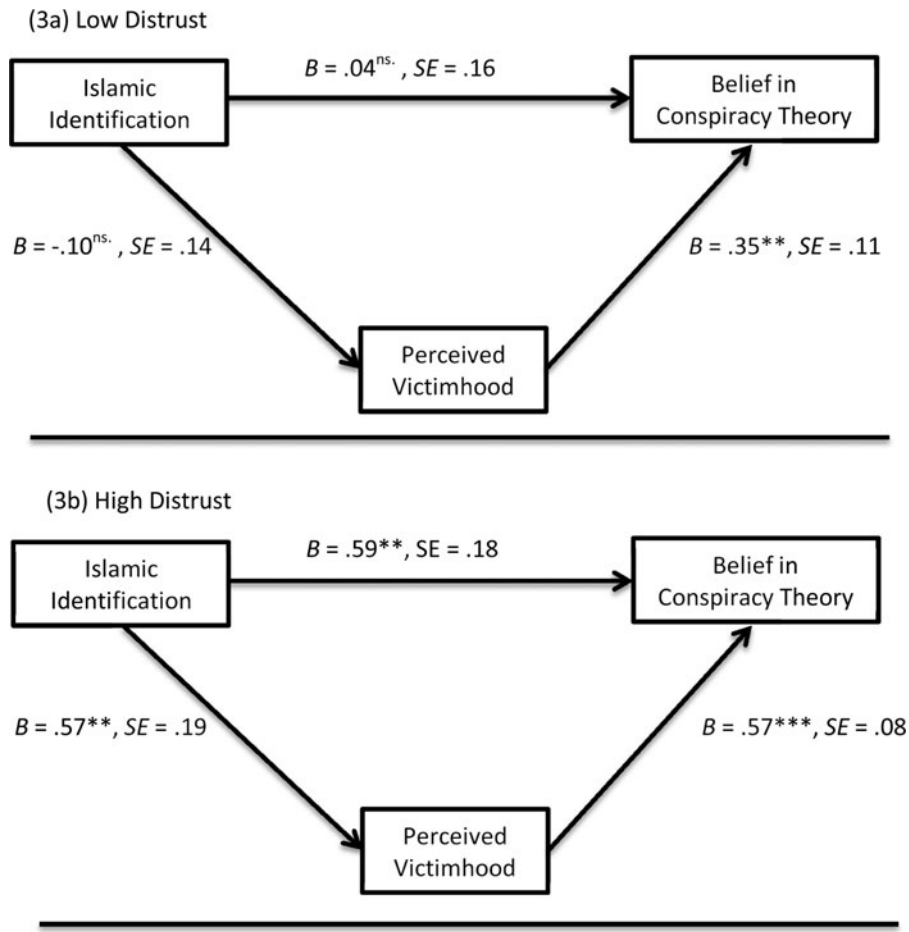 (3a) Low Distrust
B = .04ns. , SE = .16
Islamic
Identification
Belief in
Conspiracy Theory
B = -.10ns. , SE = .14
B = .35**, SE = .11
Perceived
Victimhood
(3b) High Distrust
B = .59**, SE = .18
Islamic
Identification
Belief in
Conspiracy Theory
B = .57**, SE = .19
B = .57***, SE = .08
Perceived
Victimhood